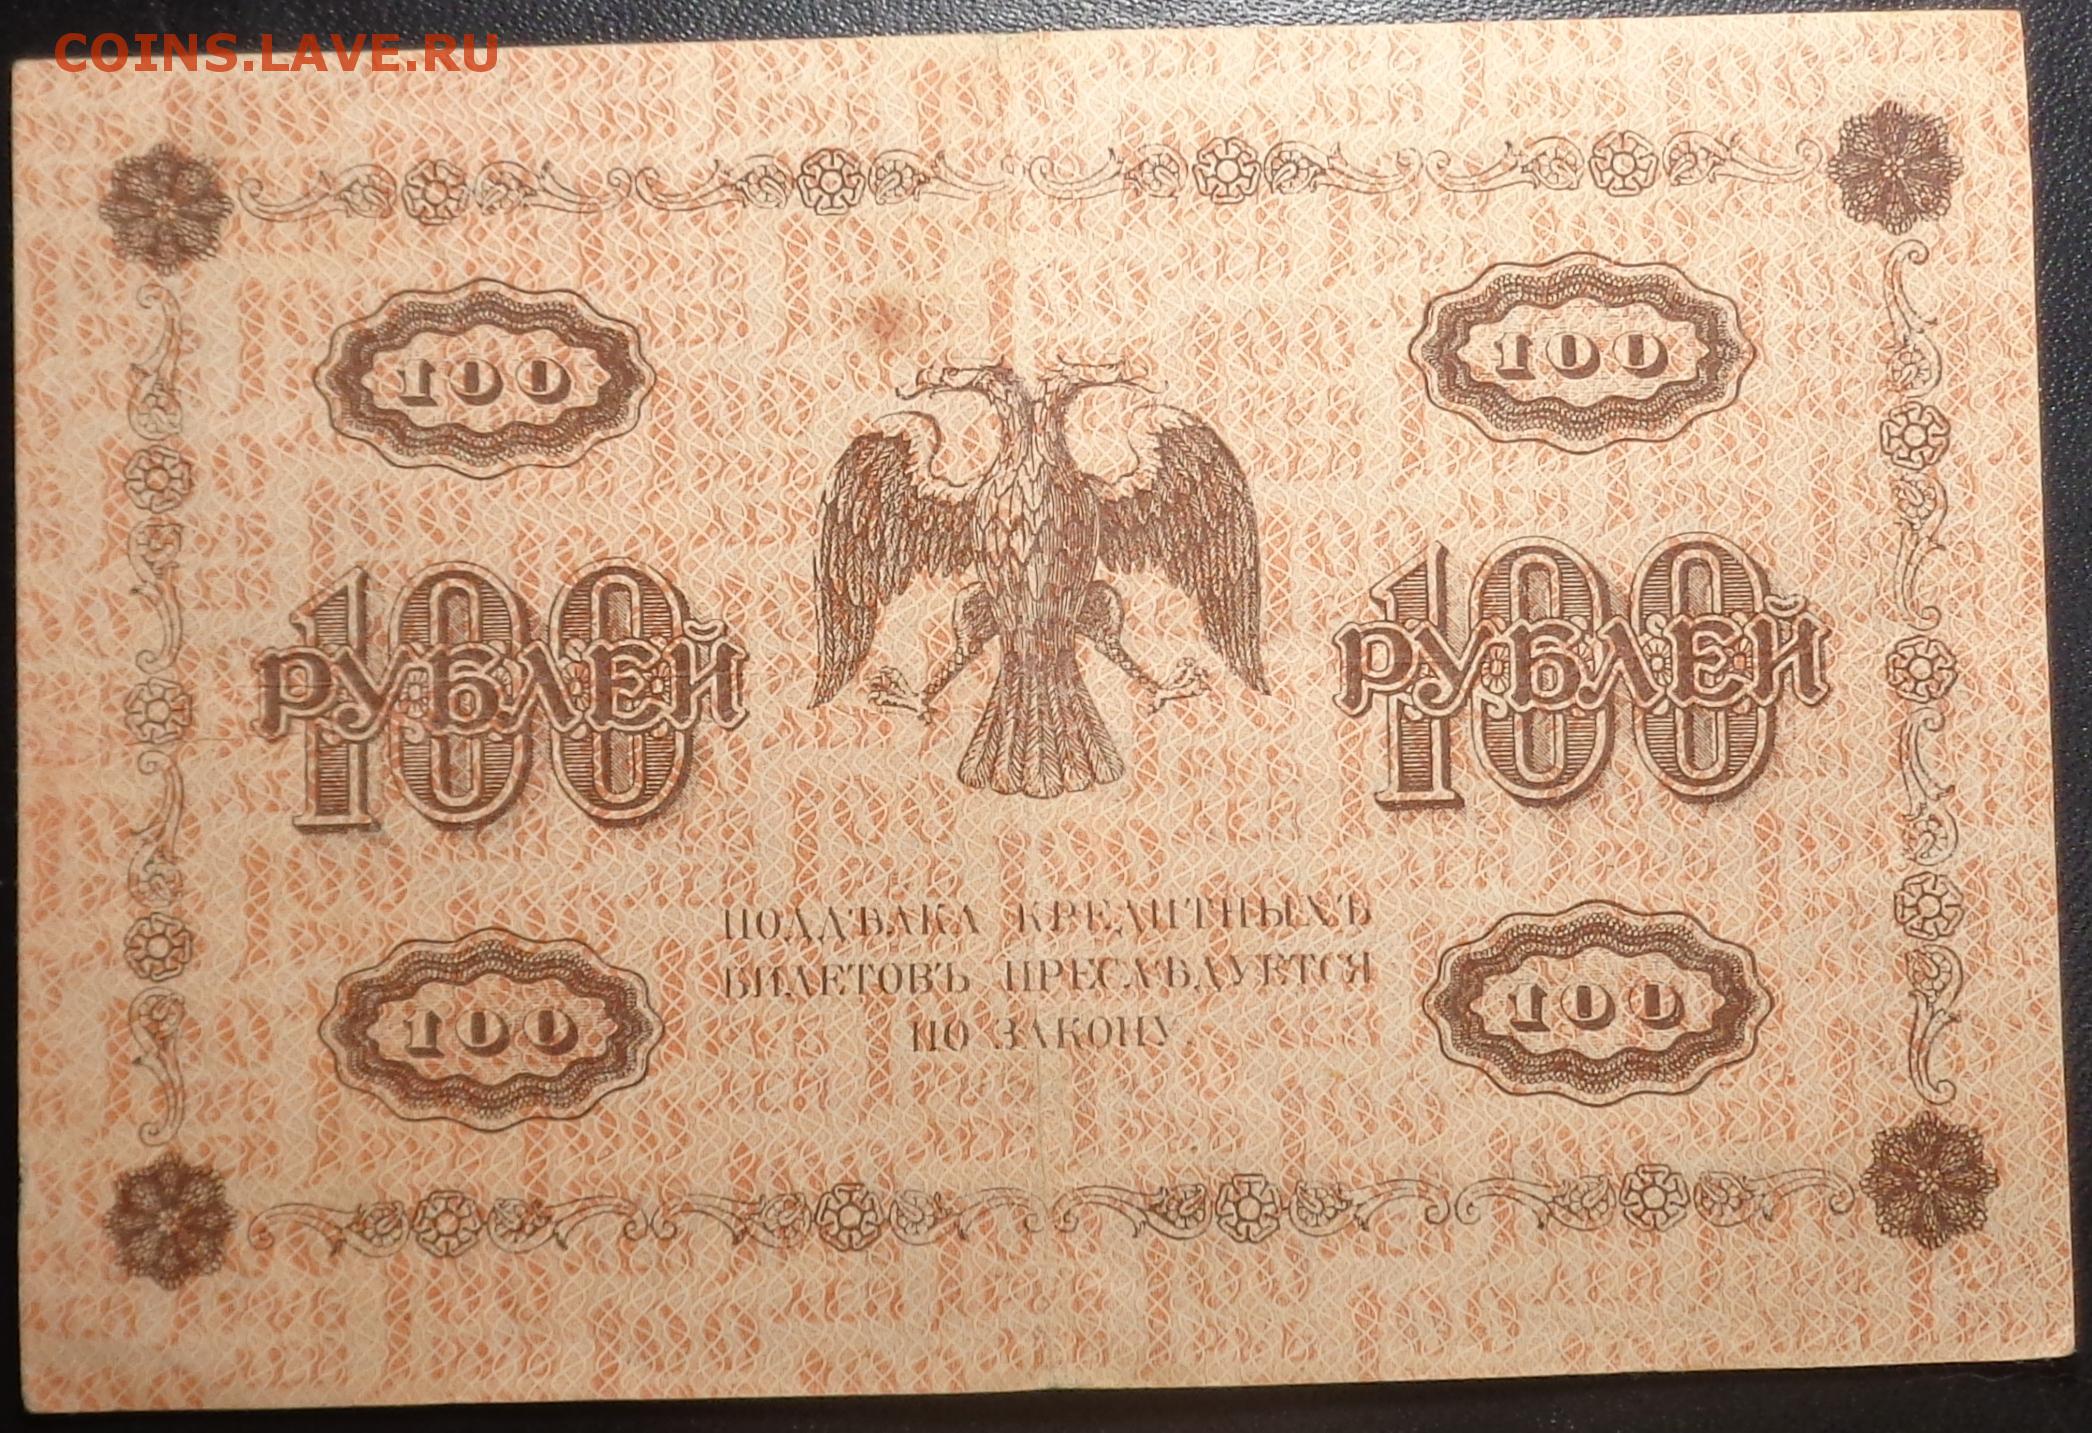 COINS.LAVE.RU
100
100
100
РУБЛЕЙ
100
РУБЛЕЙ
ПОДДѢЛКА КРЕДИТНЫХЪ
БИЛЕТОВЪ ПРЕСЛѢДУЕТСЯ
ПО ЗАКОНУ.
100
100